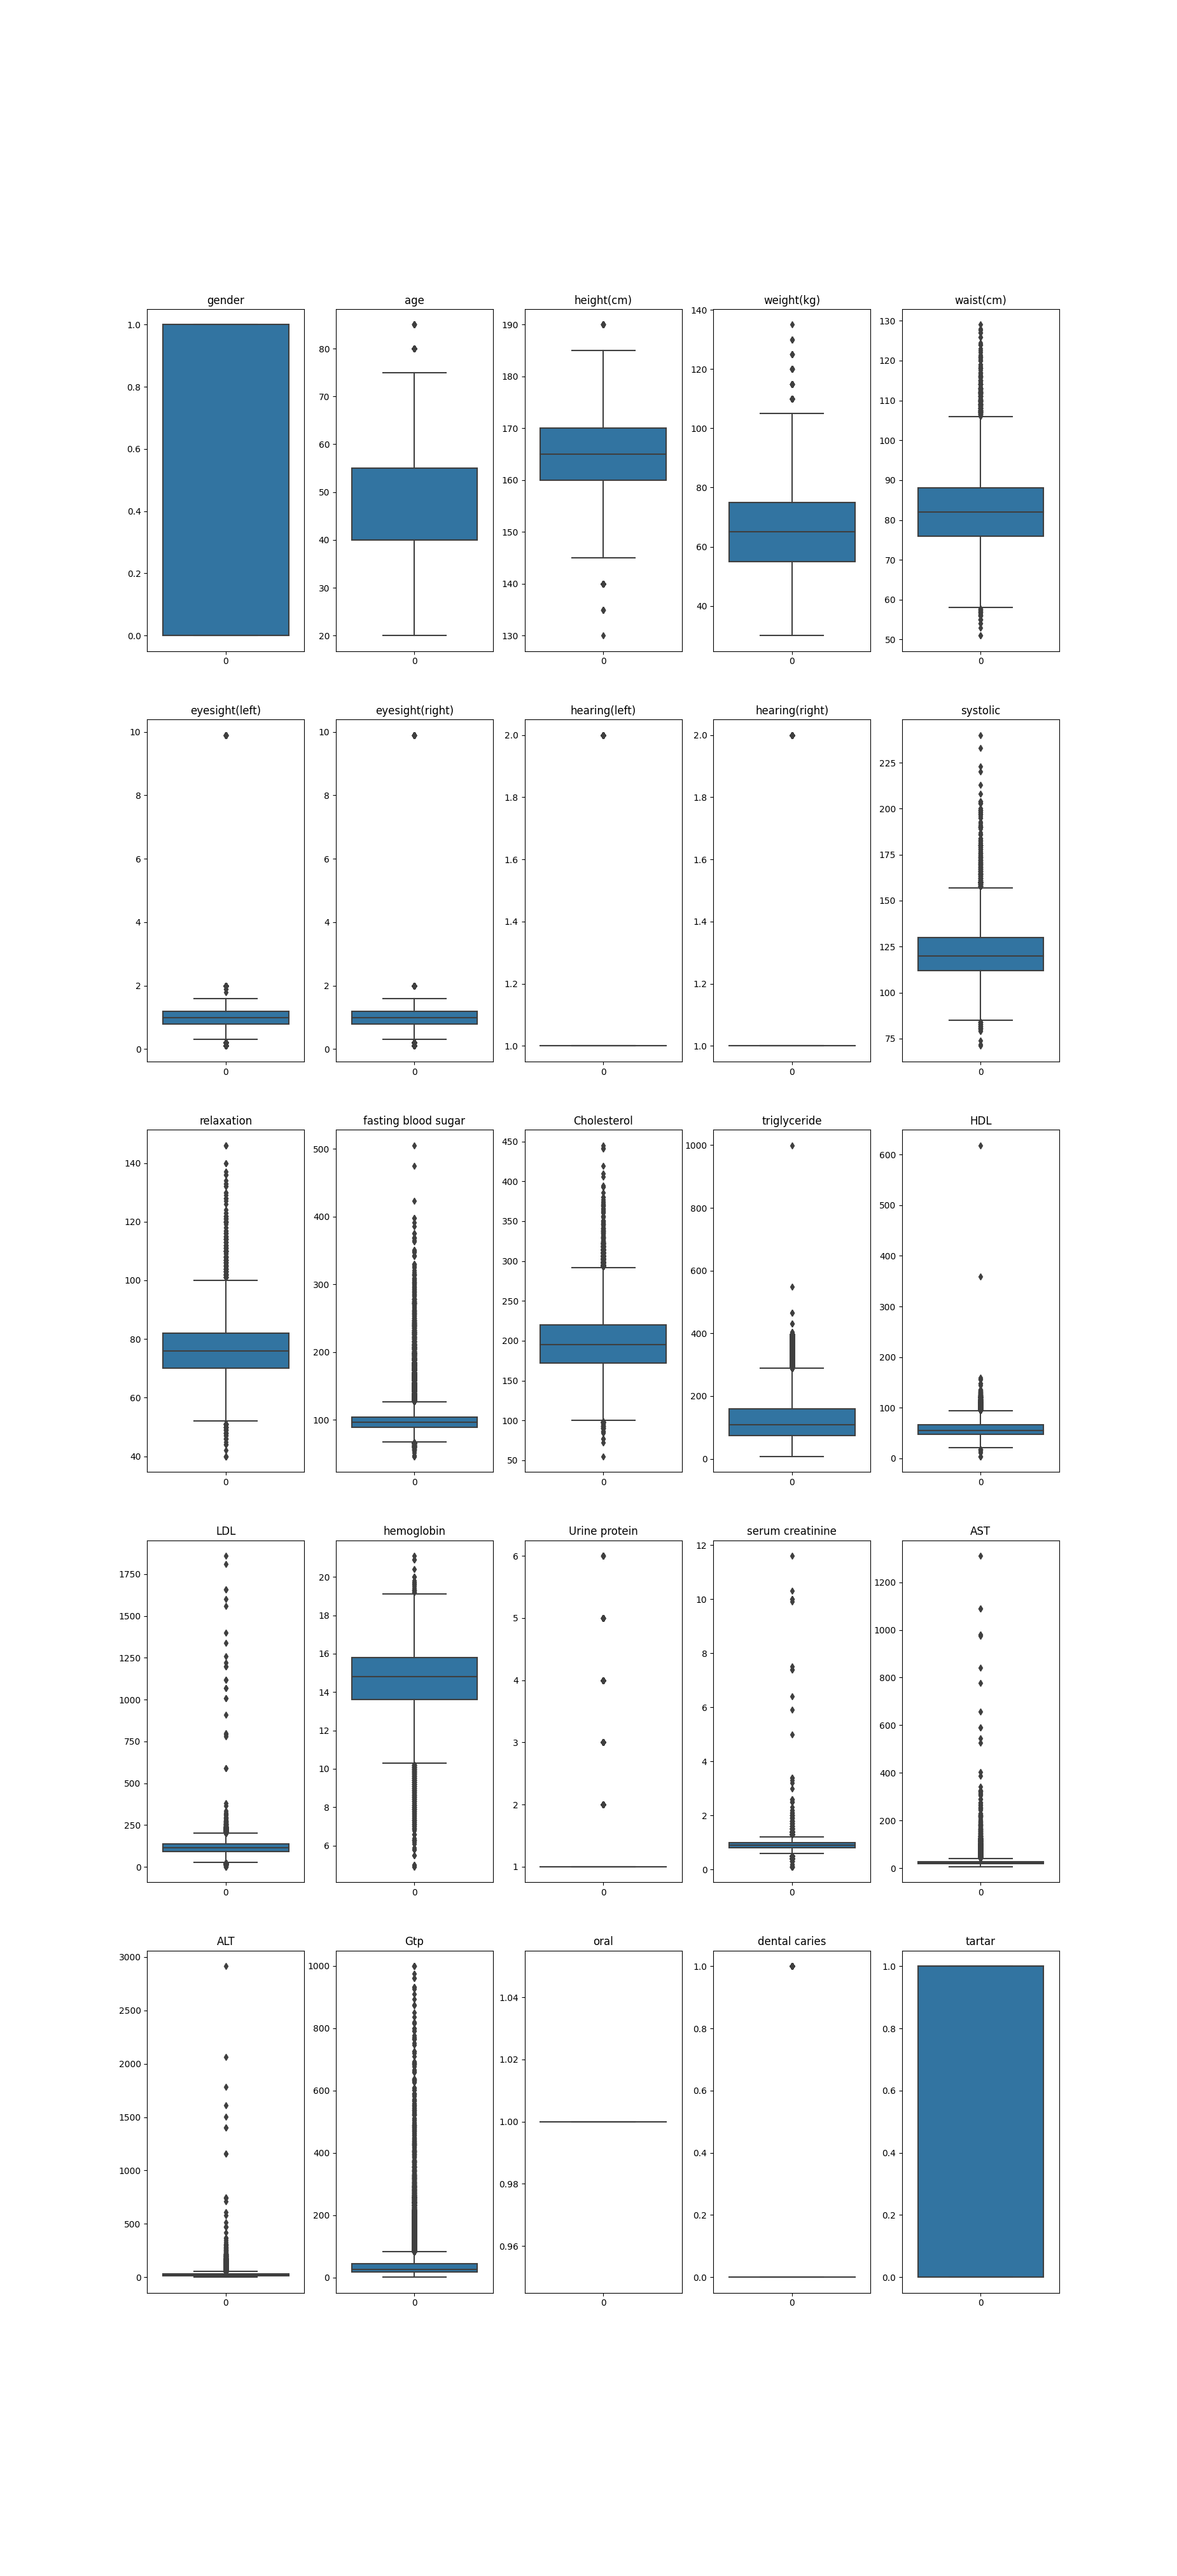 gender age height(cm) weight(kg) waist(cm)
1.0 0.8 0.6 0.4 0.2 0.0
0
80 70 60 50 40 30 20
0
190 180 170 160 150 140 130
0
140 120 100 80 60 40
0
130 120 110 100 90 80 70 60 50
0
eyesight(left) eyesight(right) hearing(left) hearing(right) systolic
10 8 6 4 2 0
0
10 8 6 4 2 0
0
2.0 1.8 1.6 1.4 1.2 1.0
0
2.0 1.8 1.6 1.4 1.2 1.0
0
225 200 175 150 125 100 75
0
relaxation fasting blood sugar Cholesterol triglyceride HDL
140 120 100 80 60 40
0
500 400 300 200 100
0
450 400 350 300 250 200 150 100 50
0
1000 800 600 400 200 0
0
600 500 400 300 200 100 0
0
LDL hemoglobin Urine protein serum creatinine AST
1750 1500 1250 1000 750 500 250 0
0
20 18 16 14 12 10 8 6
0
6 5 4 3 2 1
0
12 10 8 6 4 2 0
0
1200 1000 800 600 400 200 0
0
ALT Gtp oral dental caries tartar
3000 2500 2000 1500 1000 500 0
0
1000 800 600 400 200 0
0
1.04 1.02 1.00 0.98 0.96
0
1.0 0.8 0.6 0.4 0.2 0.0
0
1.0 0.8 0.6 0.4 0.2 0.0
0